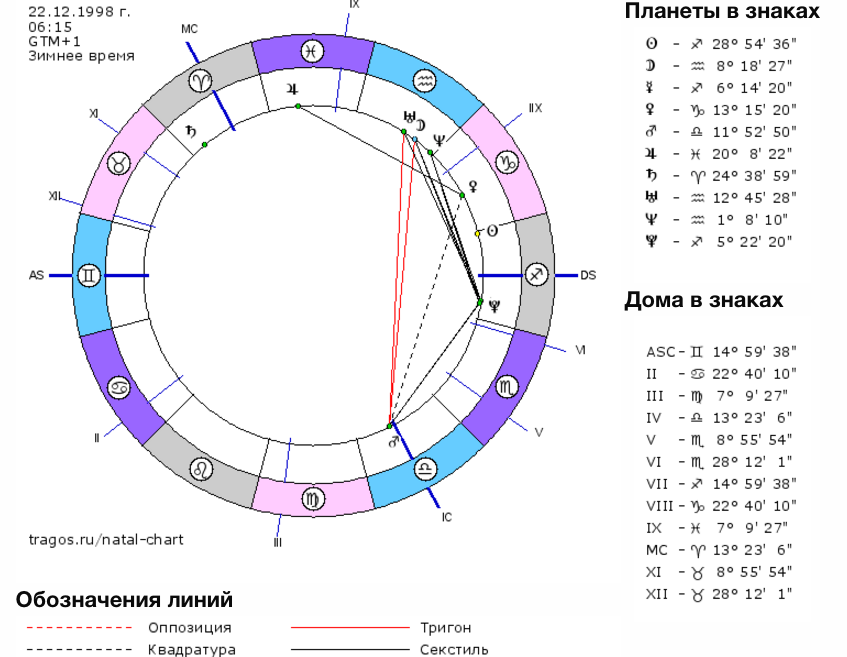 22.12.1998 г.
06:15
GTM+1
Зимнее время
MC
IX
XI
IIX
XII
AS
DS
VI
II
V
IC
III
tragos.ru/natal-chart
Планеты в знаках
☉ - ♐ 28° 54' 36"
☽ - ♒ 8° 18' 27"
☿ - ♐ 6° 14' 20"
♀ - ♑ 13° 15' 20"
♂ - ♎ 11° 52' 50"
♃ - ♓ 20° 8' 22"
♄ - ♈ 24° 38' 59"
♅ - ♒ 12° 45' 28"
♆ - ♒ 1° 8' 10"
♆ - ♐ 5° 22' 20"
Дома в знаках
ASC - ♊ 14° 59' 38"
II - ♋ 22° 40' 10"
III - ♍ 7° 9' 27"
IV - ♎ 13° 23' 6"
V - ♏ 8° 55' 54"
VI - ♏ 28° 12' 1"
VII - ♐ 14° 59' 38"
VIII - ♑ 22° 40' 10"
IX - ♓ 7° 9' 27"
MC - ♈ 13° 23' 6"
XI - ♉ 8° 55' 54"
XII - ♉ 28° 12' 1"
Обозначения линий
Оппозиция
Тригон
Квадратура
Секстиль